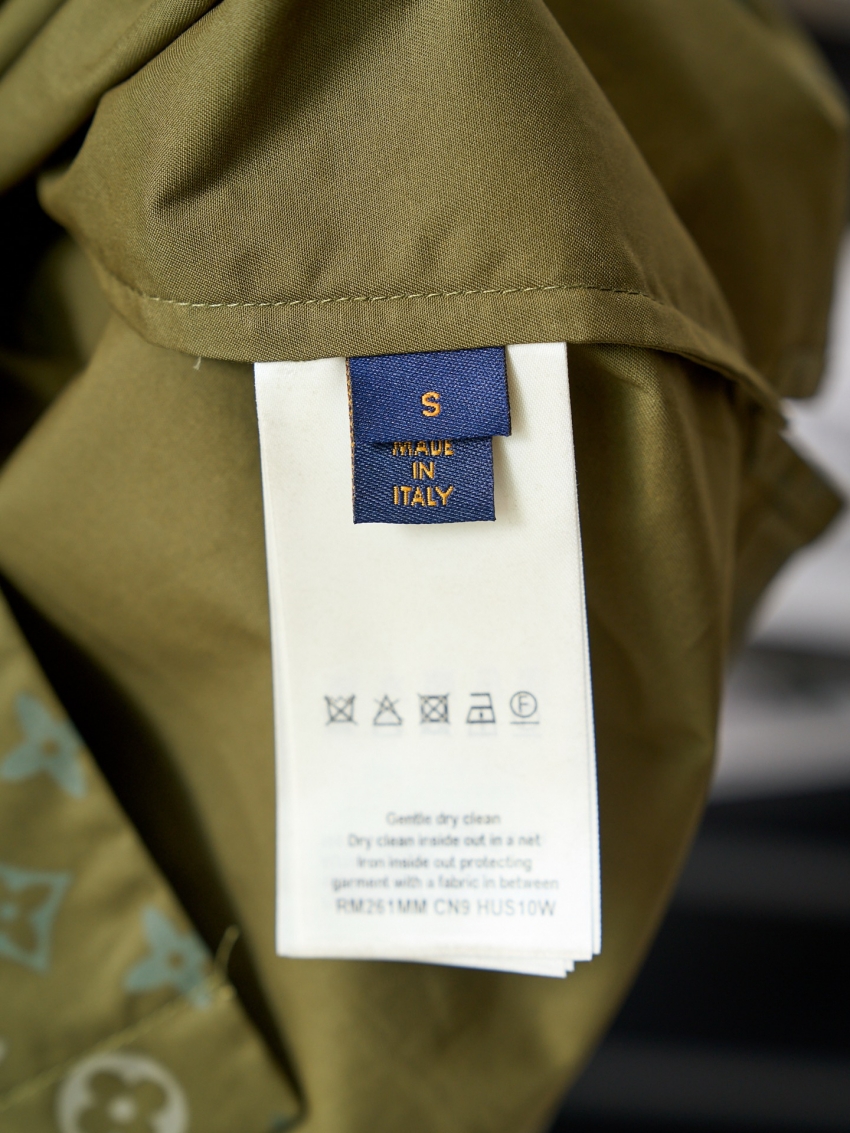 S
MADE
IN
ITALY
F
Gentle dry clean
Dry clean inside out in a net
Iron inside out protecting
garment with a fabric in between
RM261MM CN9 HUS10W